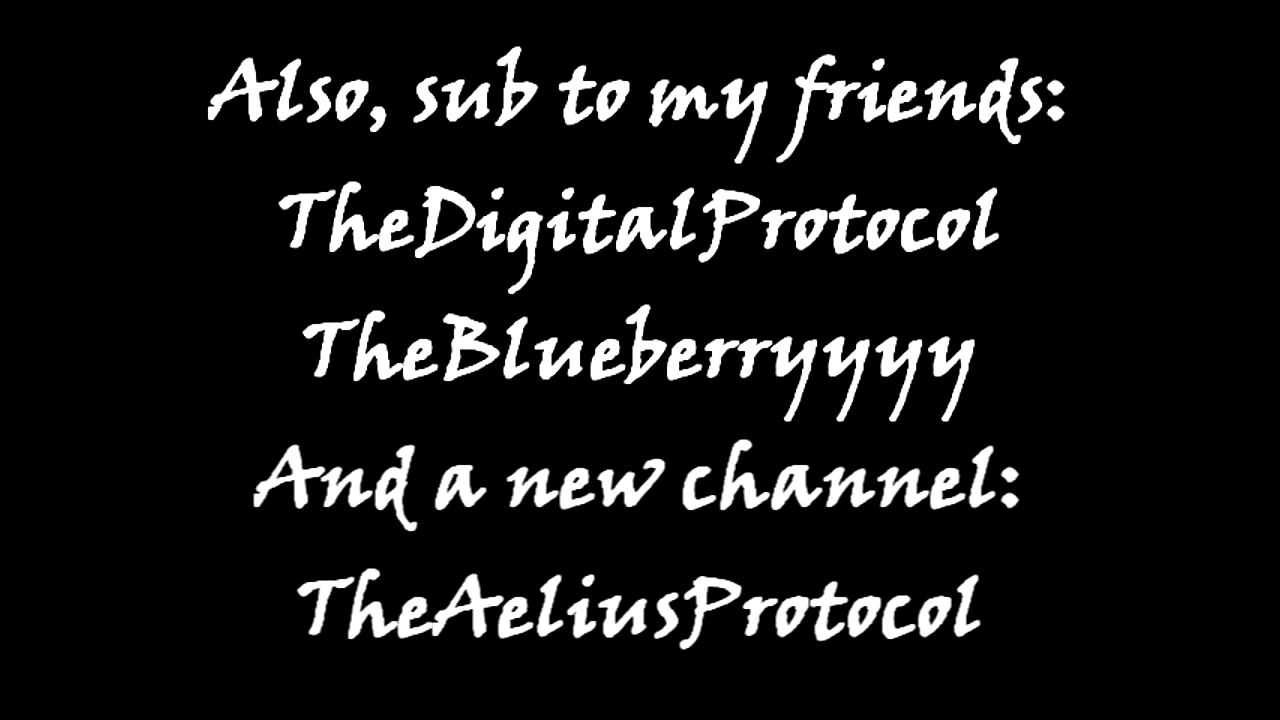 Also, sub to my friends:
TheDigitalProtocol
TheBlueberryyyy
And a new channel:
TheAeliusProtocol